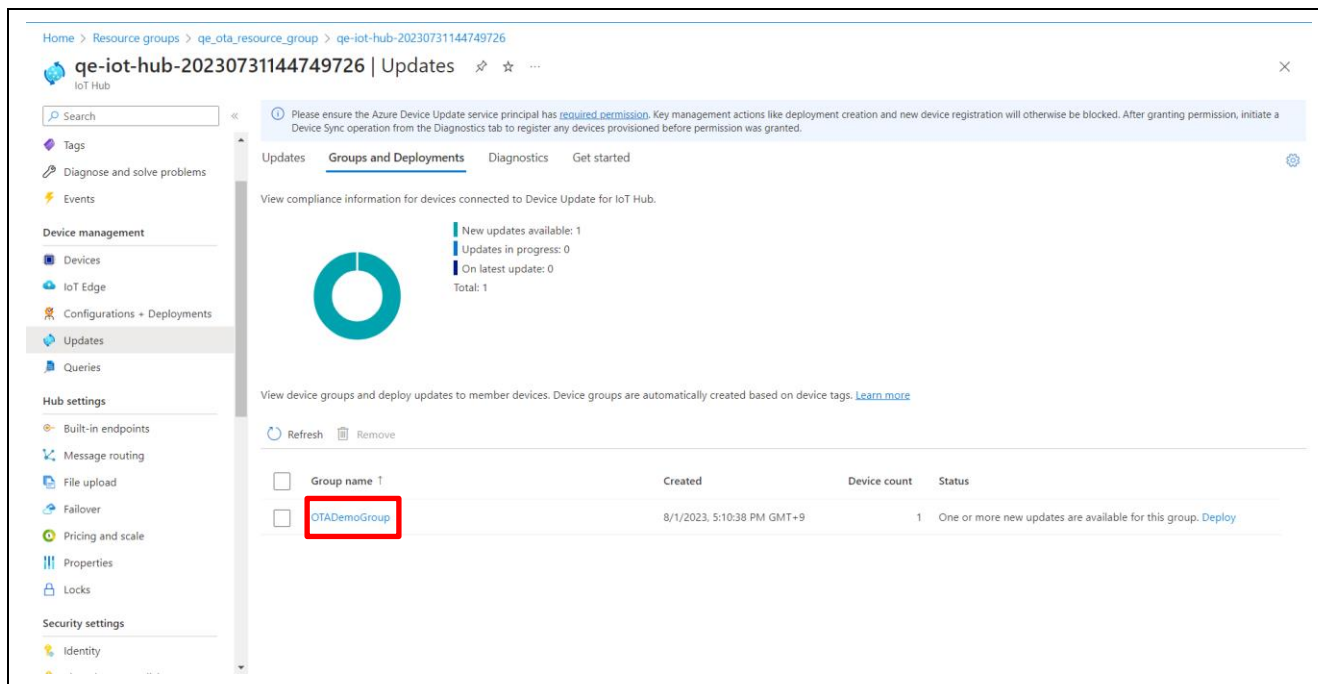 Home > Resource groups > qe_ota_resource_group > qe-iot-hub-20230731144749726
qe-iot-hub-20230731144749726 | Updates
IoT Hub
Search
Tags
Diagnose and solve problems
Events
Device management
Devices
IoT Edge
Configurations + Deployments
Updates
Queries
Hub settings
Built-in endpoints
Message routing
File upload
Failover
Pricing and scale
Properties
Locks
Security settings
Identity
Please ensure the Azure Device Update service principal has required permission. Key management actions like deployment creation and new device registration will otherwise be blocked. After granting permission, initiate a
Device Sync operation from the Diagnostics tab to register any devices provisioned before permission was granted.
Updates Groups and Deployments Diagnostics Get started
View compliance information for devices connected to Device Update for IoT Hub.
New updates available: 1
Updates in progress: 0
On latest update: 0
Total: 1
View device groups and deploy updates to member devices. Device groups are automatically created based on device tags. Learn more
Refresh Remove
Group name ↑ Created Device count Status
OTADemoGroup 8/1/2023, 5:10:38 PM GMT+9 1 One or more new updates are available for this group. Deploy